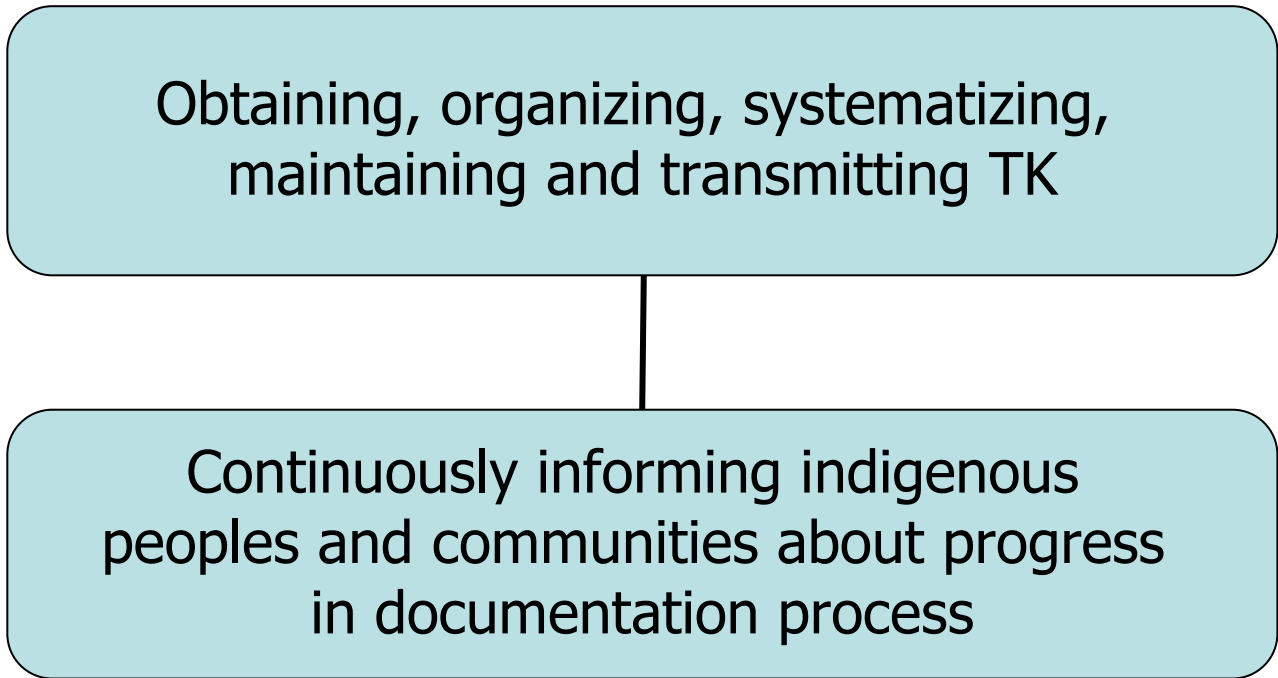 Obtaining, organizing, systematizing,
maintaining and transmitting TK
Continuously informing indigenous
peoples and communities about progress
in documentation process